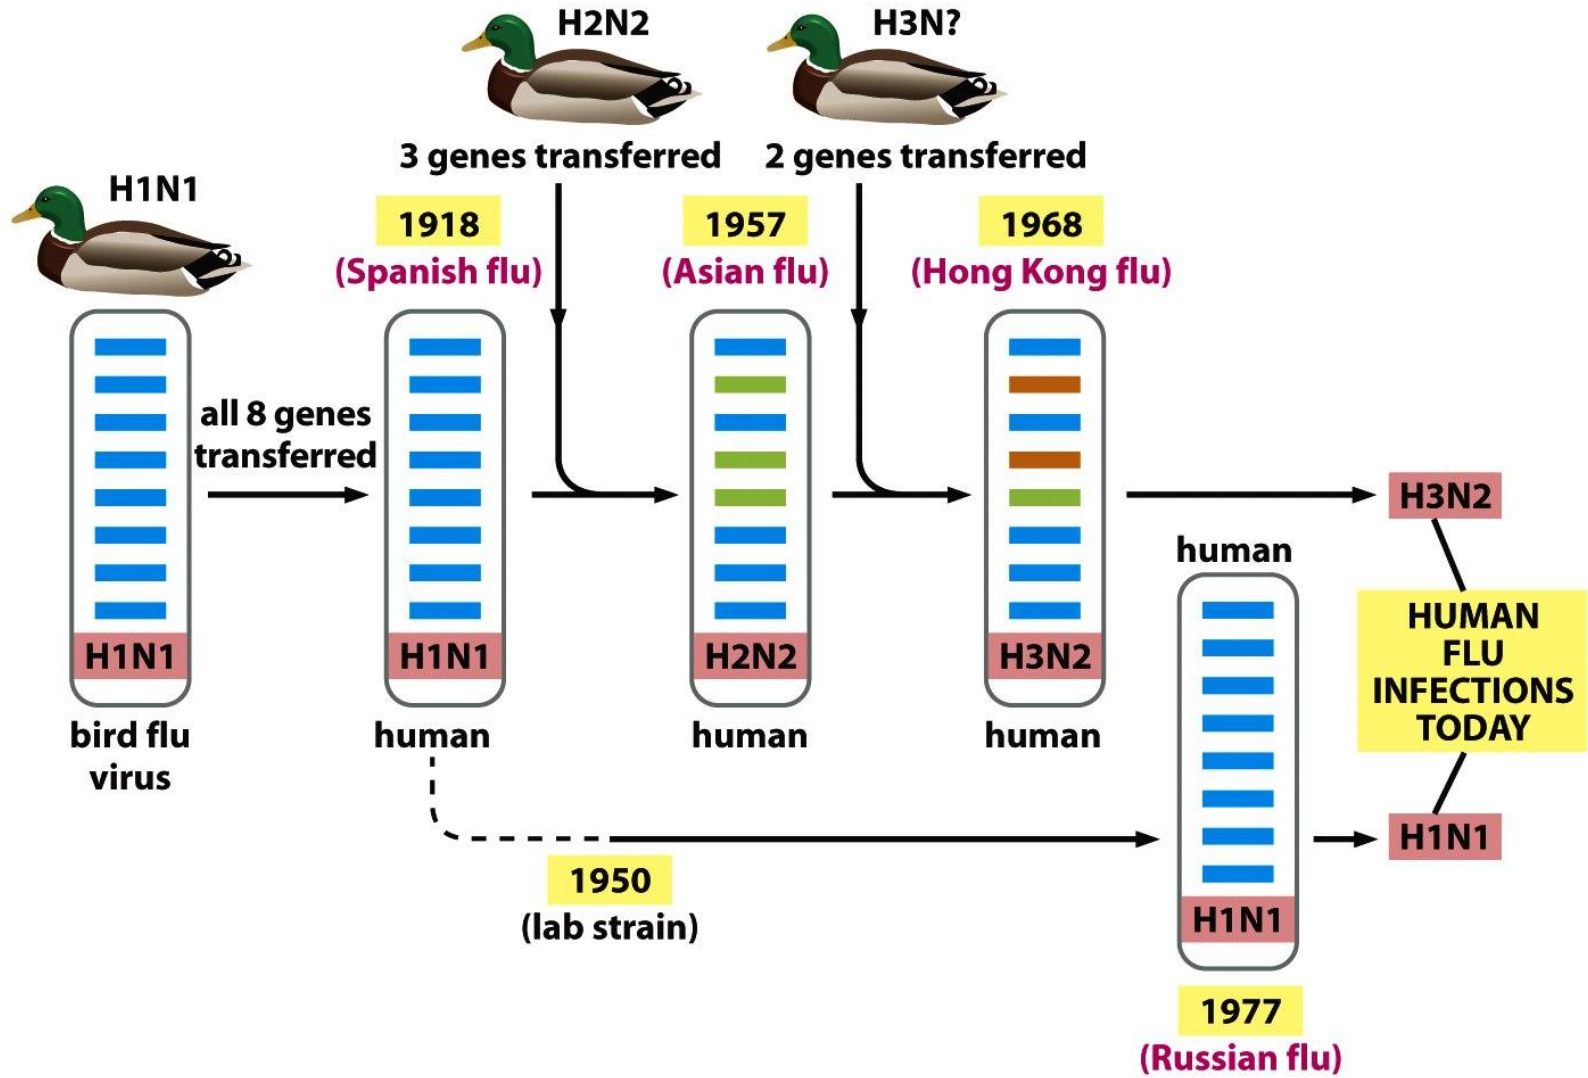 H2N2
H3N?
3 genes transferred
2 genes transferred
H1N1
1918
(Spanish flu)
1957
(Asian flu)
1968
(Hong Kong flu)
all 8 genes
transferred
H1N1
bird flu
virus
H1N1
human
H2N2
human
H3N2
human
H3N2
human
HUMAN
FLU
INFECTIONS
TODAY
H1N1
1950
(lab strain)
H1N1
1977
(Russian flu)